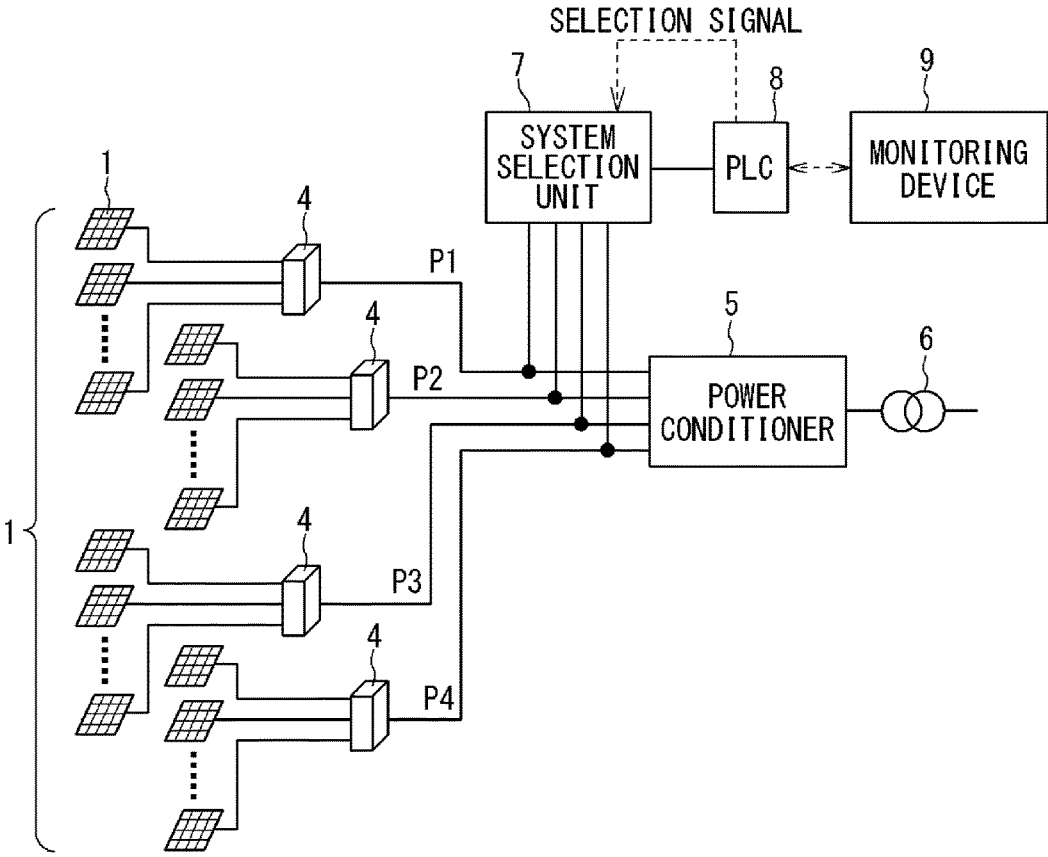 SELECTION SIGNAL
7
8
9
SYSTEM
SELECTION
UNIT
PLC
MONITORING
DEVICE
1
4
P1
4
P2
5
6
POWER
CONDITIONER
1
4
P3
4
P4